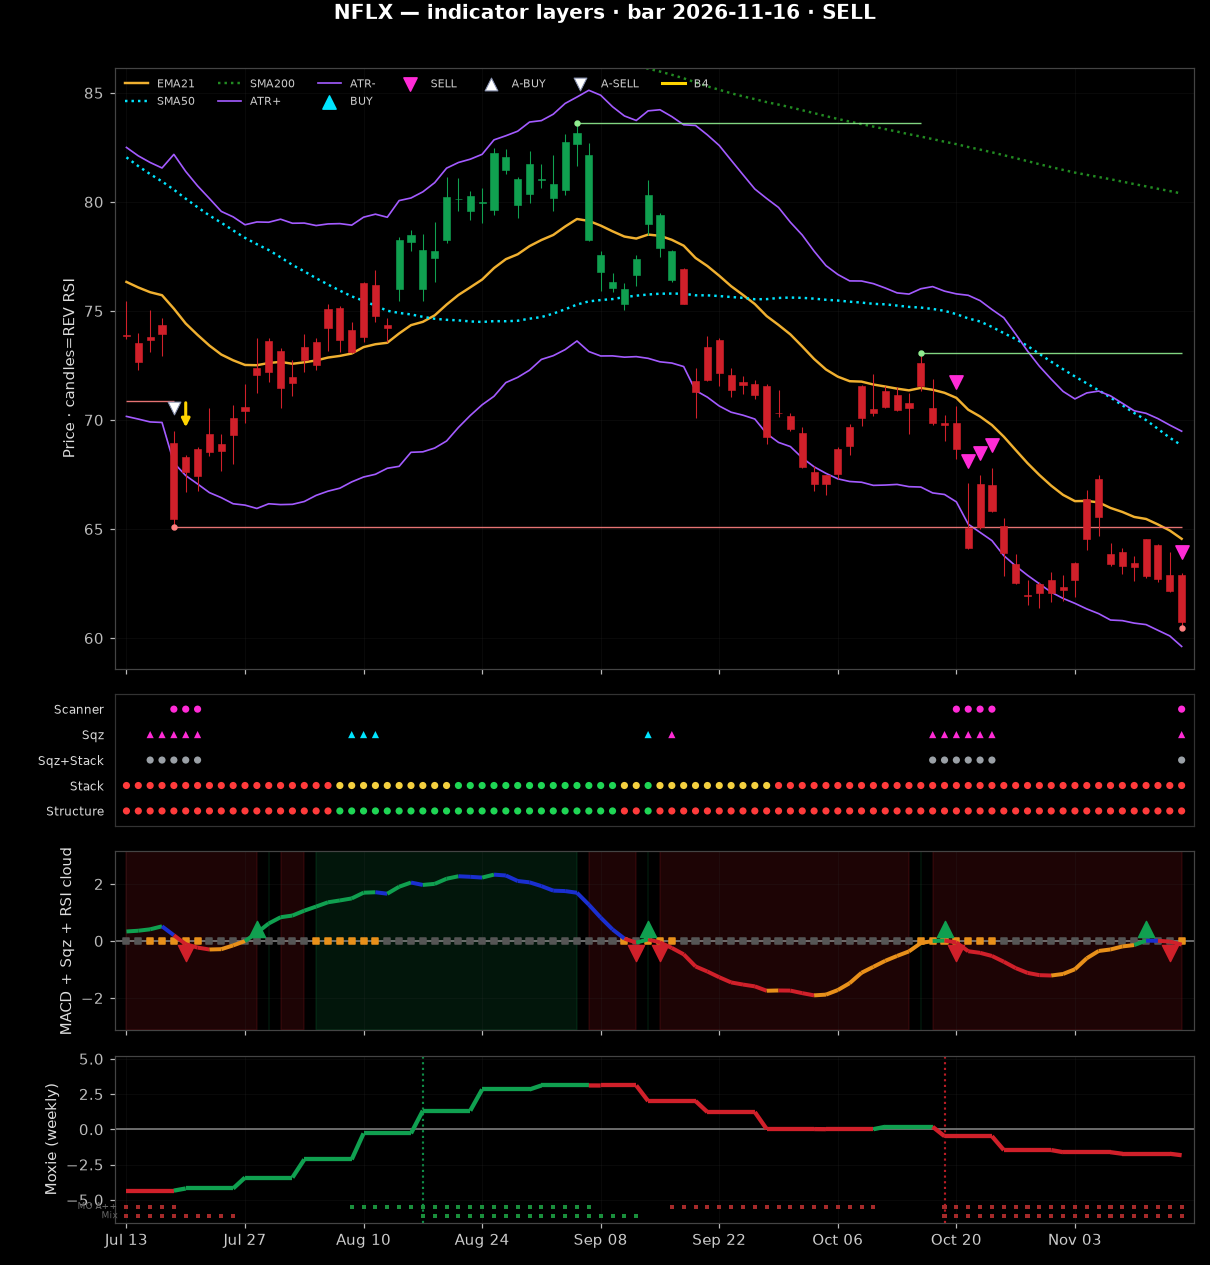 NFLX — indicator layers · bar 2026-11-16 · SELL
EMA21 SMA200 ATR- SELL A-BUY A-SELL B4
SMA50 ATR+ BUY
Price · candles=REV RSI
85
80
75
70
65
60
Scanner
Sqz
Sqz+Stack
Stack
Structure
MACD + Sqz + RSI cloud
2
0
−2
Moxie (weekly)
5.0
2.5
0.0
−2.5
−5.0
Mix
Jul 13 Jul 27 Aug 10 Aug 24 Sep 08 Sep 22 Oct 06 Oct 20 Nov 03